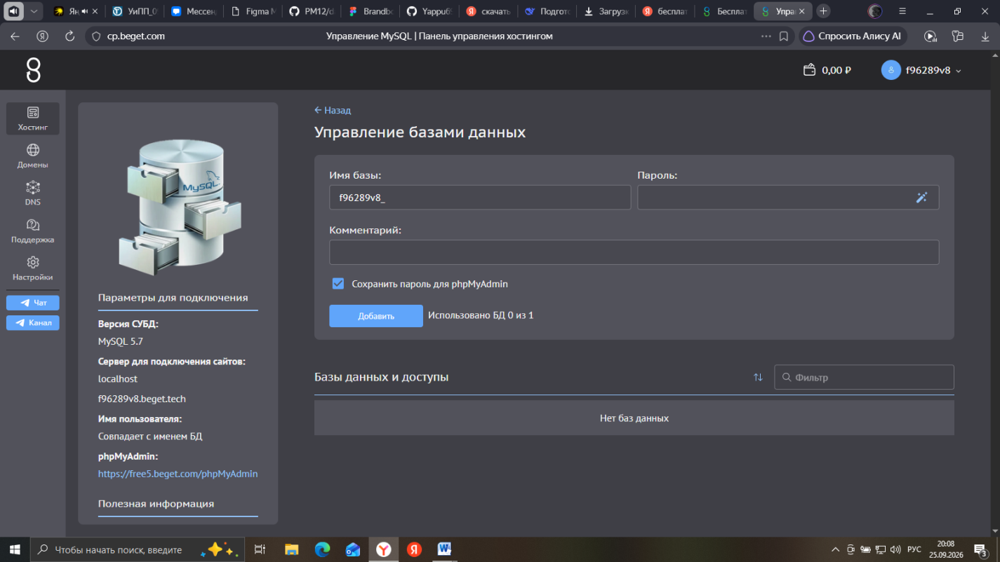 Ян
УиПП_0
Мессен
Figma M
PM12/d
Brandbo
Yappu6
скачать
Подгото
Загрузк
бесплат
Беспла
Упра
cp.beget.com
Управление MySQL | Панель управления хостингом
Спросить Алису AI
0,00 ₽
f96289v8
Хостинг
Домены
DNS
Поддержка
Настройки
Чат
Канал
MySQL
Параметры для подключения
Версия СУБД:
MySQL 5.7
Сервер для подключения сайтов:
localhost
f96289v8.beget.tech
Имя пользователя:
Совпадает с именем БД
phpMyAdmin:
https://free5.beget.com/phpMyAdmin
Полезная информация
← Назад
Управление базами данных
Имя базы:
Пароль:
f96289v8_
Комментарий:
Сохранить пароль для phpMyAdmin
Добавить
Использовано БД 0 из 1
Базы данных и доступы
Фильтр
Нет баз данных
Чтобы начать поиск, введите
РУС
20:08
25.09.2026
3